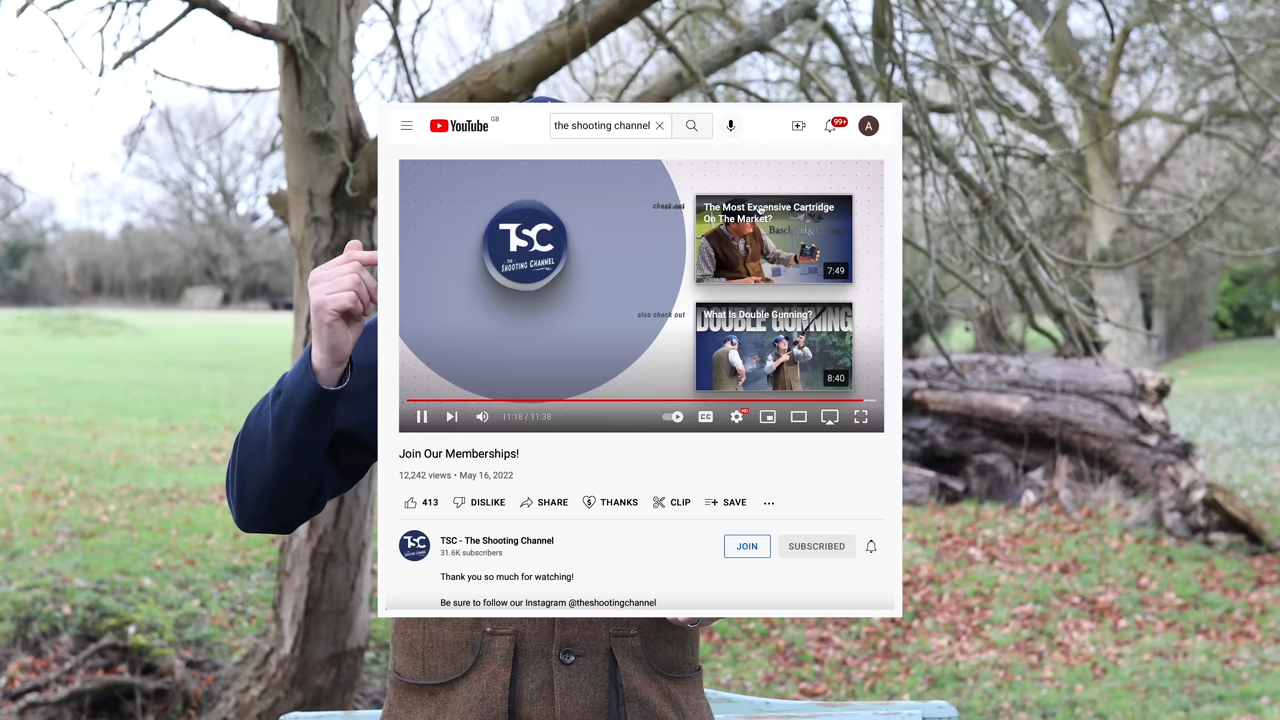 YouTube GB
the shooting channel
99+
A
check out
The Most Expensive Cartridge
On The Market?
7:49
TSC
THE
SHOOTING CHANNEL
also check out
What Is Double Gunning?
DOUBLE GUNNING
8:40
11:18 / 11:38
CC
HD
Join Our Memberships!
12,242 views • May 16, 2022
413
DISLIKE
SHARE
THANKS
CLIP
SAVE
TSC
TSC - The Shooting Channel
31.6K subscribers
JOIN
SUBSCRIBED
Thank you so much for watching!
Be sure to follow our Instagram @theshootingchannel